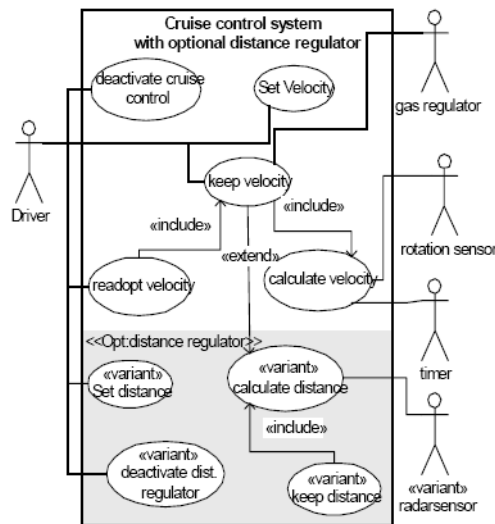 Cruise control system
with optional distance regulator
deactivate cruise
control
Set Velocity
gas regulator
Driver
keep velocity
«include»
«include»
rotation sensor
«extend»
readopt velocity
calculate velocity
<<Opt:distance regulator>>
timer
«variant»
Set distance
«variant»
calculate distance
«include»
«variant»
deactivate dist.
regulator
«variant»
keep distance
«variant»
radarsensor